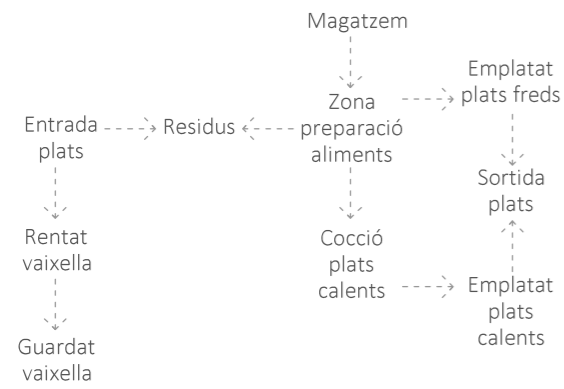 Magatzem
Emplatat
plats freds
Zona
preparació
aliments
Entrada
plats
Residus
Sortida
plats
Rentat
vaixella
Cocció
plats
calents
Emplatat
plats
calents
Guardat
vaixella